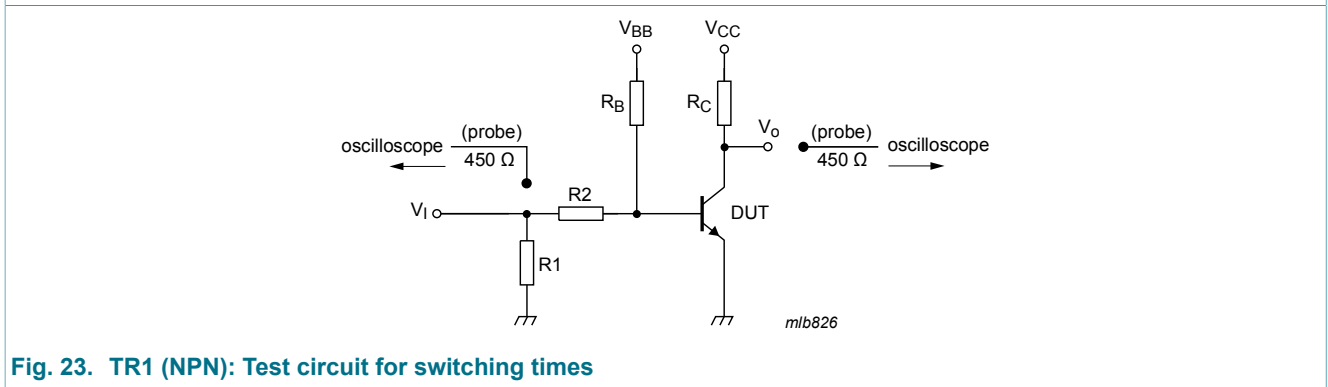 V_BB V_CC
R_B R_C
V_o
oscilloscope (probe) 450 Ω
(probe) 450 Ω oscilloscope
R2
V_I
DUT
R1
mlb826
Fig. 23. TR1 (NPN): Test circuit for switching times